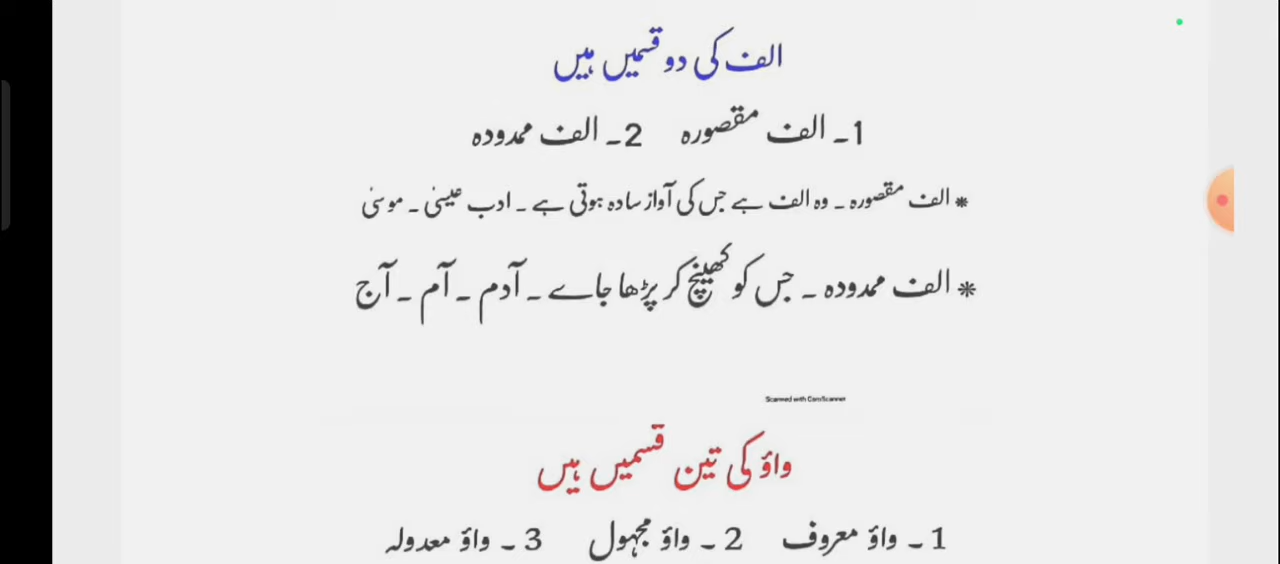 الف کی دو قسمیں ہیں
1۔ الف مقصورہ 2۔ الف ممدودہ
* الف مقصورہ ۔ وہ الف ہے جس کی آواز سادہ ہوتی ہے ۔ ادب عیسیٰ ۔ موسیٰ
* الف ممدودہ ۔ جس کو کھینچ کر پڑھا جاے ۔ آدم ۔ آم ۔ آج
Scanned with CamScanner
واؤ کی تین قسمیں ہیں
1 ۔ واؤ معروف 2 ۔ واؤ مجہول 3 ۔ واؤ معدولہ